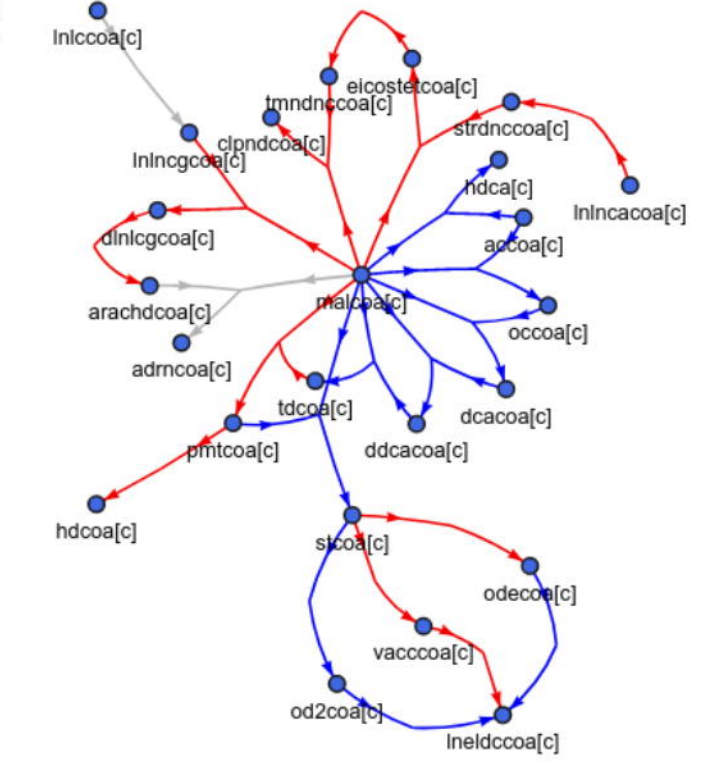 lnlccoa[c]
eicostetcoa[c]
tmndnccoa[c]
strdnccoa[c]
clpndcoa[c]
lnlncgcoa[c]
hdca[c]
lnlncacoa[c]
dlnlcgcoa[c]
accoa[c]
malcoa[c]
arachdcoa[c]
occoa[c]
adrncoa[c]
tdcoa[c]
dcacoa[c]
pmtcoa[c]
ddcacoa[c]
hdcoa[c]
stcoa[c]
odecoa[c]
vacccoa[c]
od2coa[c]
lneldccoa[c]